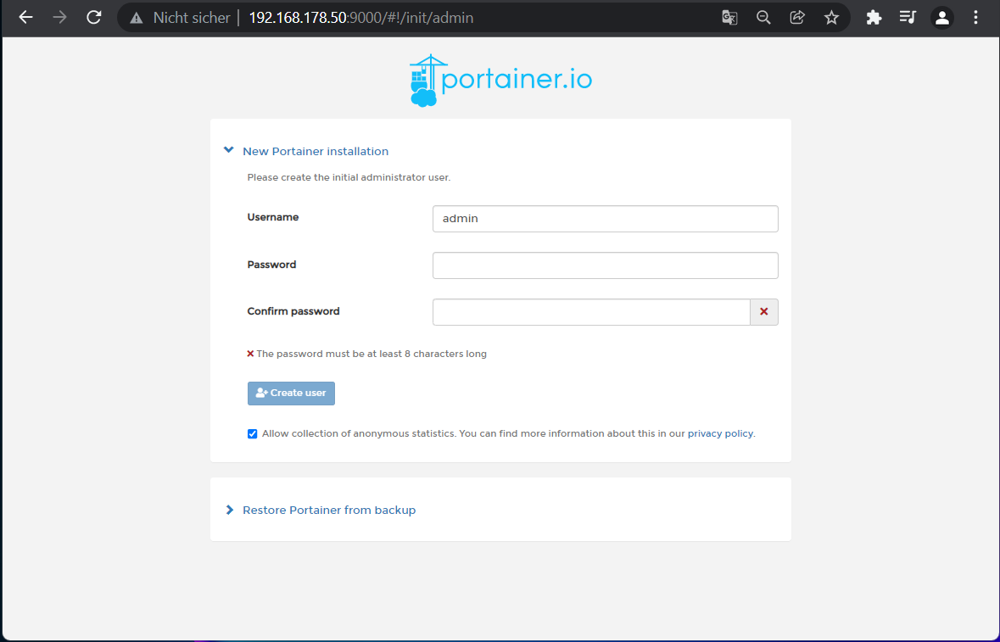 Nicht sicher | 192.168.178.50:9000/#!/init/admin
portainer.io
New Portainer installation
Please create the initial administrator user.
Username
admin
Password
Confirm password
The password must be at least 8 characters long
Create user
Allow collection of anonymous statistics. You can find more information about this in our privacy policy.
Restore Portainer from backup